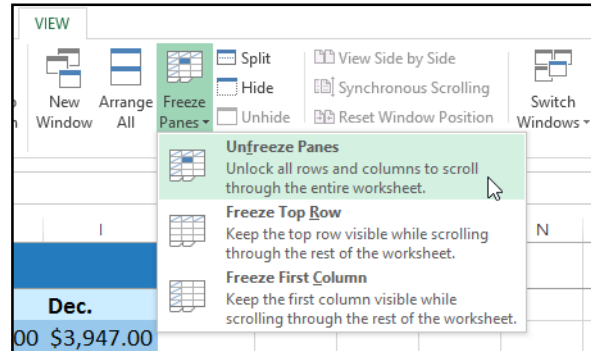 VIEW
New Window
Arrange All
Freeze Panes
Split
Hide
Unhide
View Side by Side
Synchronous Scrolling
Reset Window Position
Switch Windows
Unfreeze Panes
Unlock all rows and columns to scroll
through the entire worksheet.
Freeze Top Row
Keep the top row visible while scrolling
through the rest of the worksheet.
Freeze First Column
Keep the first column visible while
scrolling through the rest of the worksheet.
I
N
Dec.
00 $3,947.00